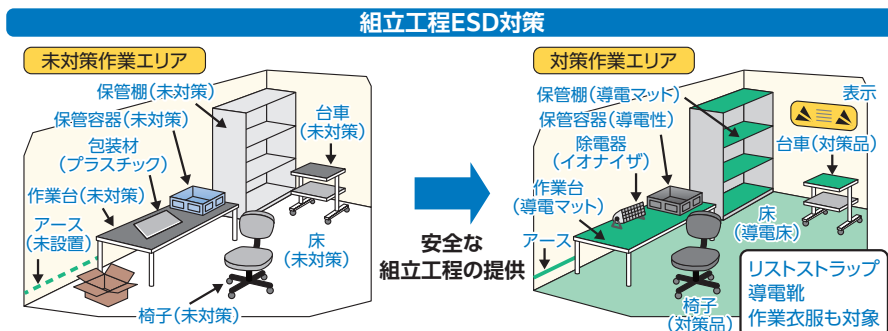 組立工程ESD対策
未対策作業エリア
保管棚(未対策)
保管容器(未対策)
包装材
(プラスチック)
作業台(未対策)
アース
(未設置)
台車
(未対策)
床
(未対策)
椅子(未対策)
安全な
組立工程の提供
対策作業エリア
保管棚(導電マット)
保管容器(導電性)
除電器
(イオナイザ)
作業台
(導電マット)
アース
表示
台車(対策品)
床
(導電床)
椅子
(対策品)
リストストラップ
導電靴
作業衣服も対象